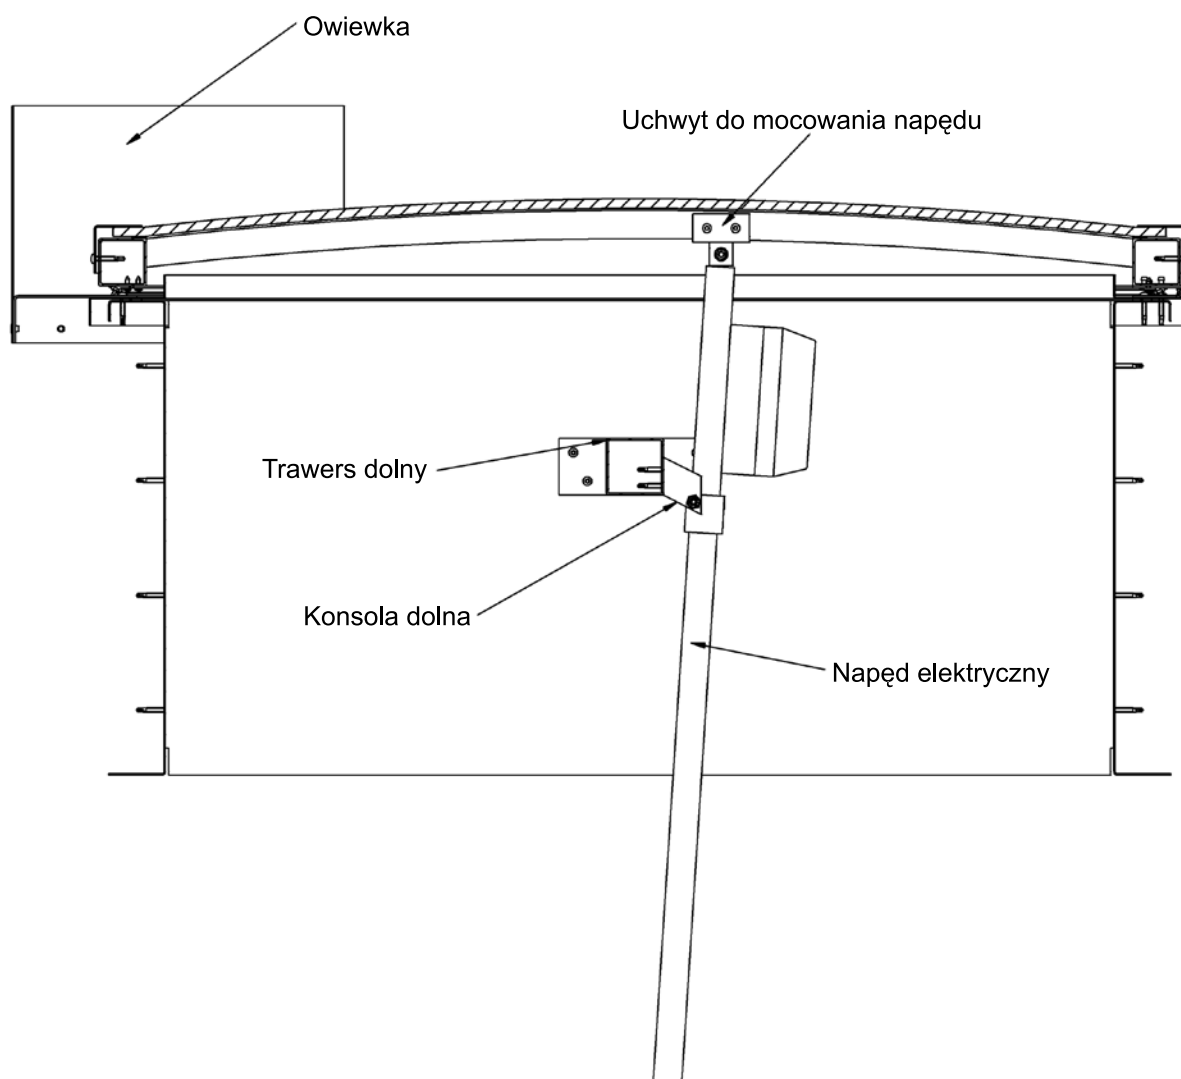 Owiewka
Uchwyt do mocowania napędu
Trawers dolny
Konsola dolna
Napęd elektryczny